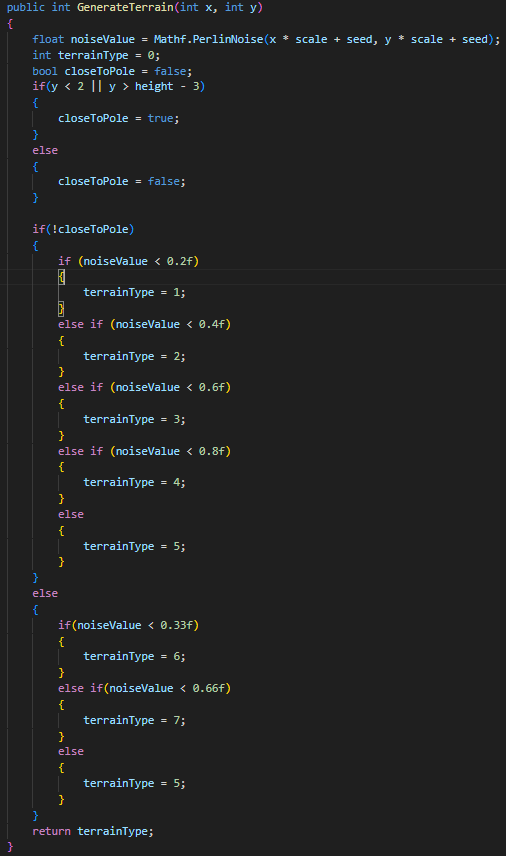 public int GenerateTerrain(int x, int y)
{
    float noiseValue = Mathf.PerlinNoise(x * scale + seed, y * scale + seed);
    int terrainType = 0;
    bool closeToPole = false;
    if(y < 2 || y > height - 3)
    {
        closeToPole = true;
    }
    else
    {
        closeToPole = false;
    }

    if(!closeToPole)
    {
        if (noiseValue < 0.2f)
        {
            terrainType = 1;
        }
        else if (noiseValue < 0.4f)
        {
            terrainType = 2;
        }
        else if (noiseValue < 0.6f)
        {
            terrainType = 3;
        }
        else if (noiseValue < 0.8f)
        {
            terrainType = 4;
        }
        else
        {
            terrainType = 5;
        }
    }
    else
    {
        if(noiseValue < 0.33f)
        {
            terrainType = 6;
        }
        else if(noiseValue < 0.66f)
        {
            terrainType = 7;
        }
        else
        {
            terrainType = 5;
        }
    }
    return terrainType;
}